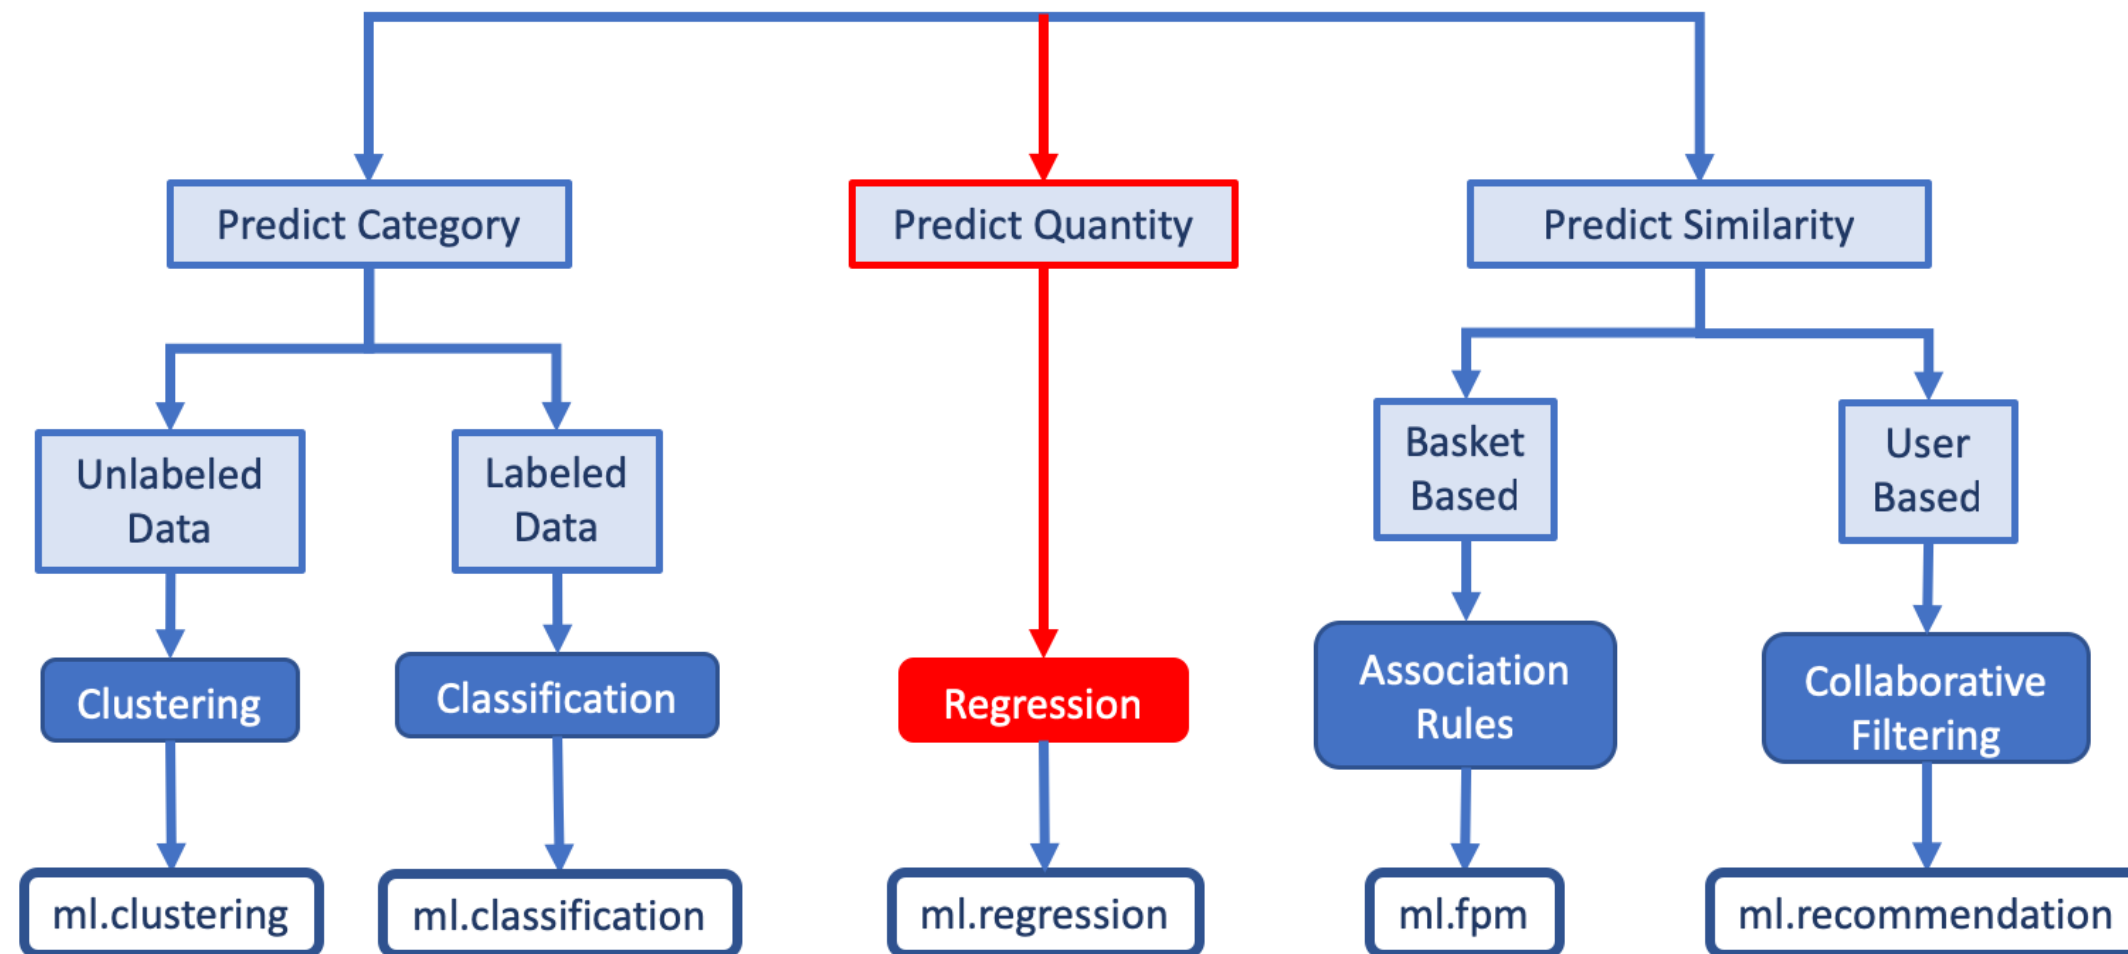 Predict Category
Predict Quantity
Predict Similarity
Unlabeled
Data
Labeled
Data
Basket
Based
User
Based
Clustering
Classification
Regression
Association
Rules
Collaborative
Filtering
ml.clustering
ml.classification
ml.regression
ml.fpm
ml.recommendation